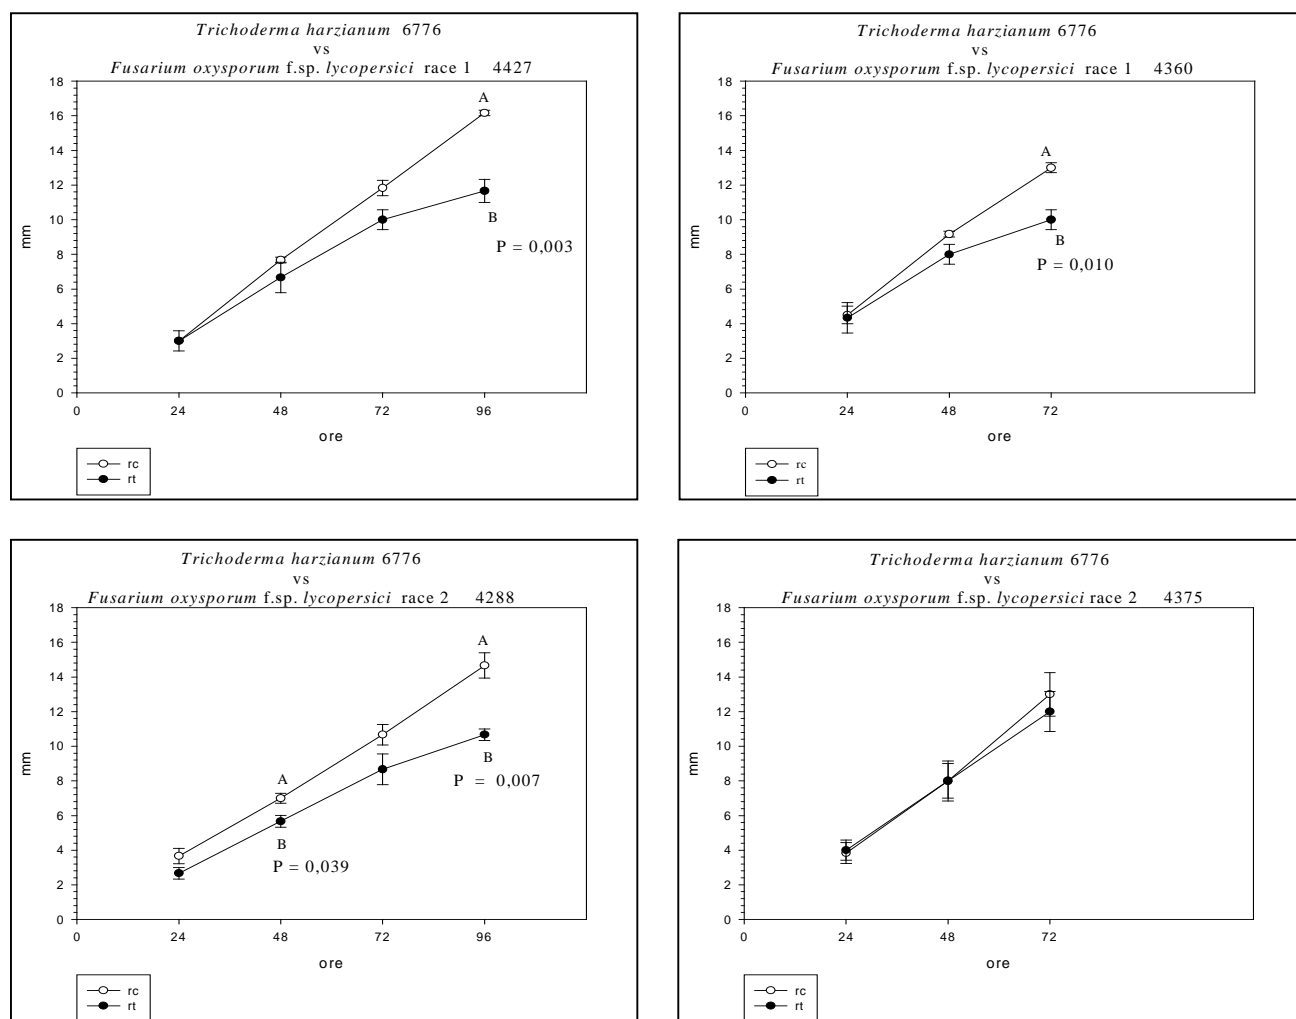 Trichoderma harzianum 6776
vs
Fusarium oxysporum f.sp. lycopersici race 1 4427
18
16
14
12
10
8
6
4
2
0
mm
A
B
P = 0,003
0 24 48 72 96
ore
rc
rt
Trichoderma harzianum 6776
vs
Fusarium oxysporum f.sp. lycopersici race 1 4360
18
16
14
12
10
8
6
4
2
0
mm
A
B
P = 0,010
0 24 48 72
ore
rc
rt
Trichoderma harzianum 6776
vs
Fusarium oxysporum f.sp. lycopersici race 2 4288
18
16
14
12
10
8
6
4
2
0
mm
A
B
P = 0,007
A
B
P = 0,039
0 24 48 72 96
ore
rc
rt
Trichoderma harzianum 6776
vs
Fusarium oxysporum f.sp. lycopersici race 2 4375
18
16
14
12
10
8
6
4
2
0
mm
0 24 48 72
ore
rc
rt